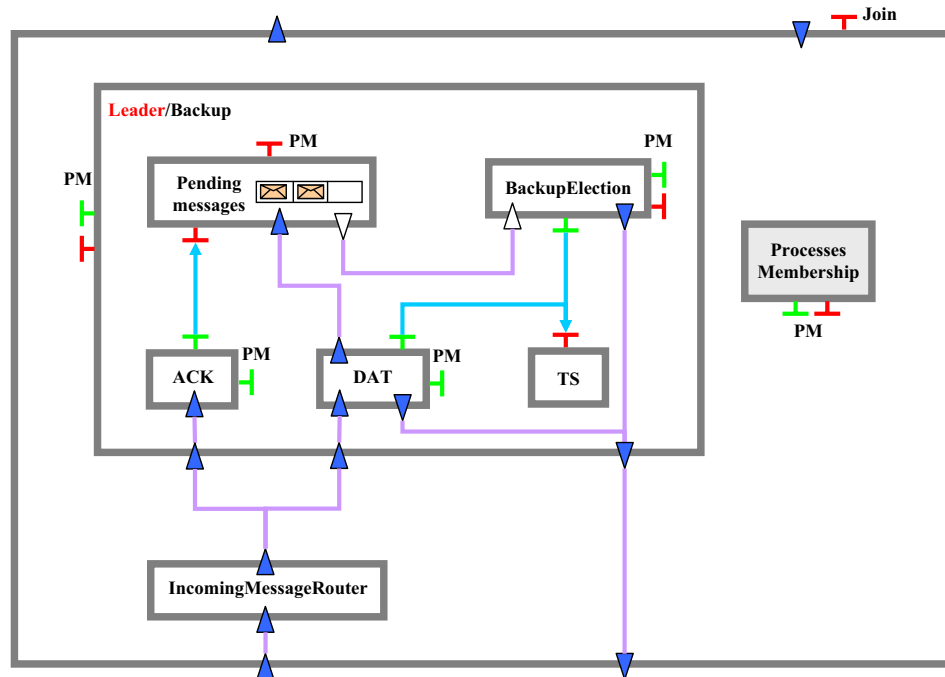 Join
Leader/Backup
PM
PM
PM
Pending
messages
BackupElection
Processes
Membership
PM
PM
PM
ACK
DAT
TS
IncomingMessageRouter